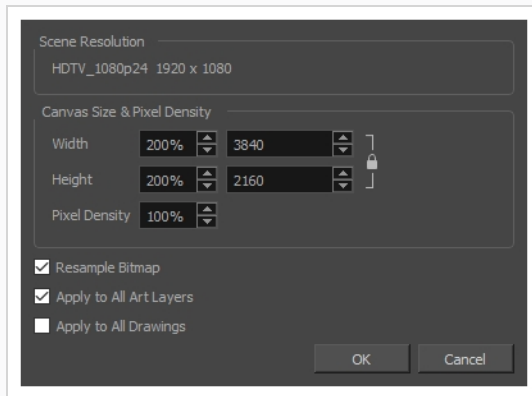 Scene Resolution
HDTV_1080p24 1920 x 1080
Canvas Size & Pixel Density
Width 200% 3840
Height 200% 2160
Pixel Density 100%
Resample Bitmap
Apply to All Art Layers
Apply to All Drawings
OK Cancel